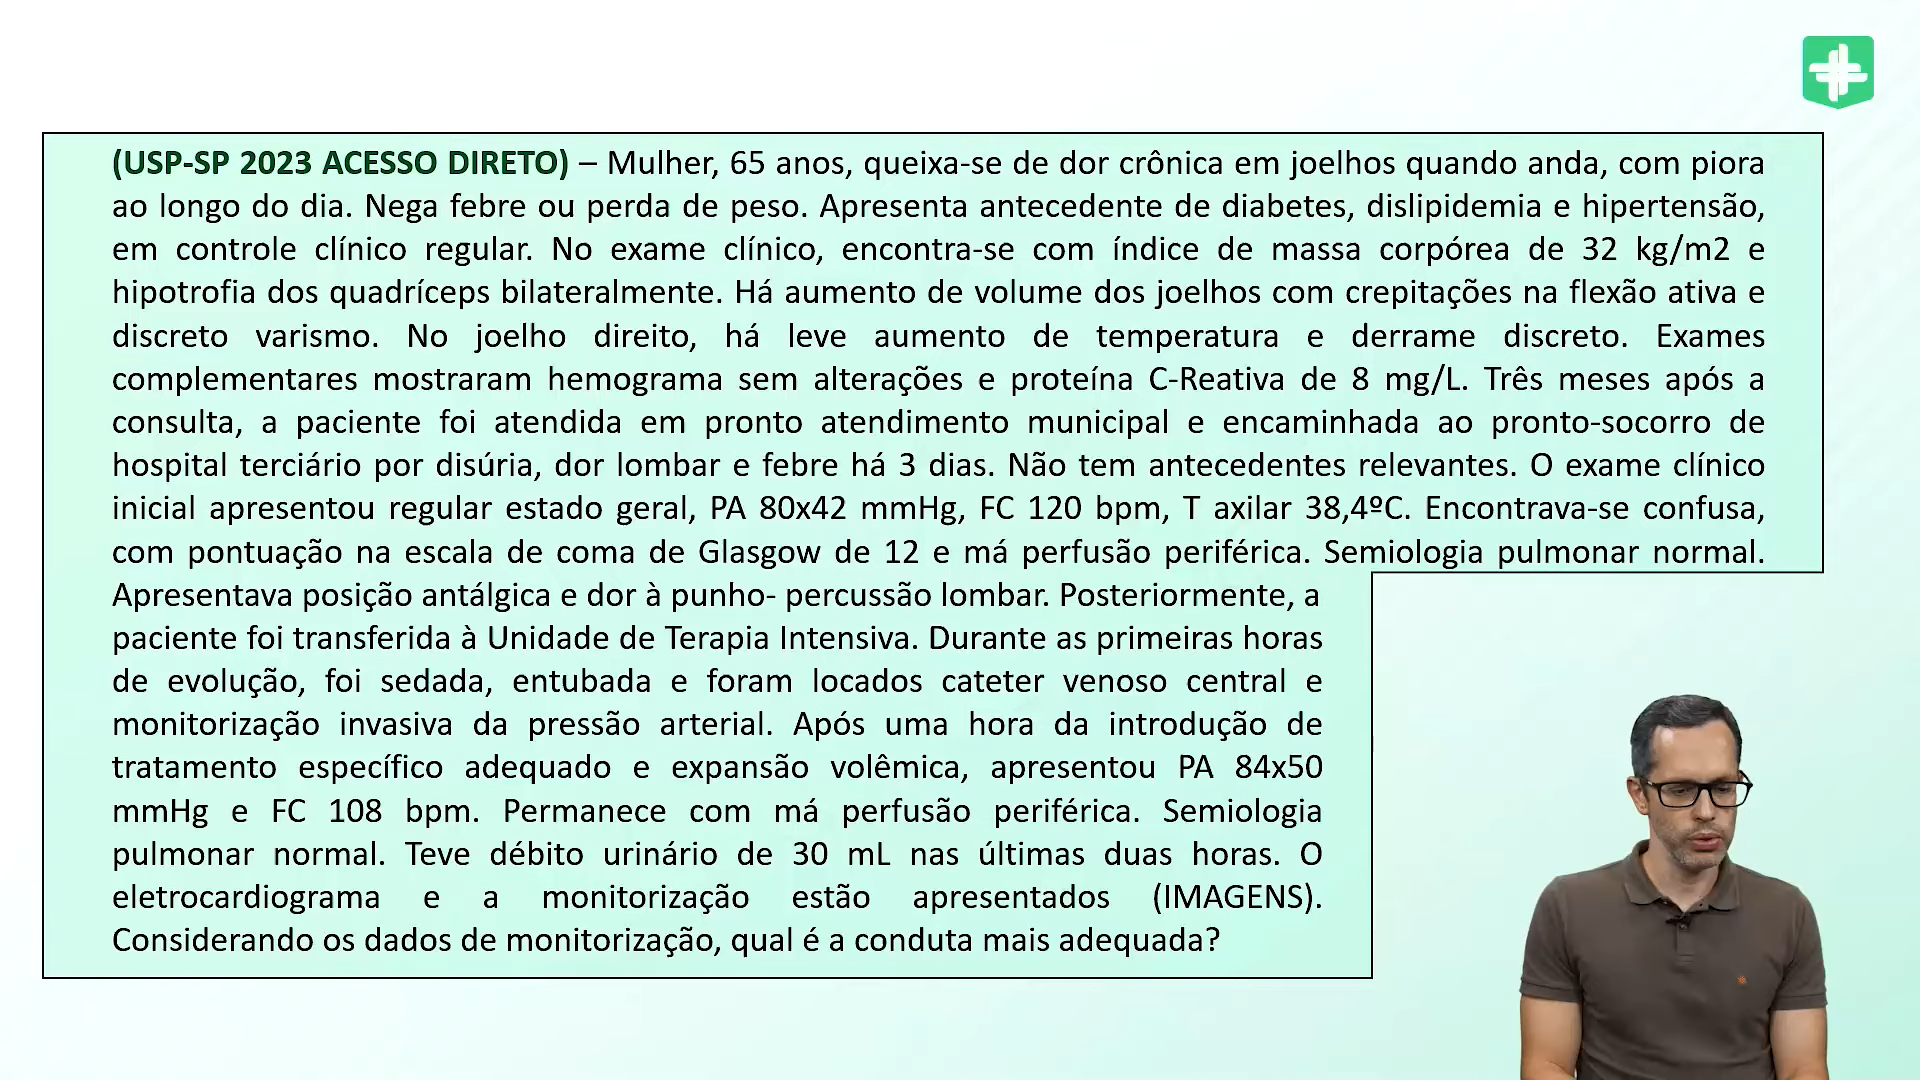 (USP-SP 2023 ACESSO DIRETO) – Mulher, 65 anos, queixa-se de dor crônica em joelhos quando anda, com piora
ao longo do dia. Nega febre ou perda de peso. Apresenta antecedente de diabetes, dislipidemia e hipertensão,
em controle clínico regular. No exame clínico, encontra-se com índice de massa corpórea de 32 kg/m2 e
hipotrofia dos quadríceps bilateralmente. Há aumento de volume dos joelhos com crepitações na flexão ativa e
discreto varismo. No joelho direito, há leve aumento de temperatura e derrame discreto. Exames
complementares mostraram hemograma sem alterações e proteína C-Reativa de 8 mg/L. Três meses após a
consulta, a paciente foi atendida em pronto atendimento municipal e encaminhada ao pronto-socorro de
hospital terciário por disúria, dor lombar e febre há 3 dias. Não tem antecedentes relevantes. O exame clínico
inicial apresentou regular estado geral, PA 80x42 mmHg, FC 120 bpm, T axilar 38,4ºC. Encontrava-se confusa,
com pontuação na escala de coma de Glasgow de 12 e má perfusão periférica. Semiologia pulmonar normal.
Apresentava posição antálgica e dor à punho- percussão lombar. Posteriormente, a
paciente foi transferida à Unidade de Terapia Intensiva. Durante as primeiras horas
de evolução, foi sedada, entubada e foram locados cateter venoso central e
monitorização invasiva da pressão arterial. Após uma hora da introdução de
tratamento específico adequado e expansão volêmica, apresentou PA 84x50
mmHg e FC 108 bpm. Permanece com má perfusão periférica. Semiologia
pulmonar normal. Teve débito urinário de 30 mL nas últimas duas horas. O
eletrocardiograma e a monitorização estão apresentados (IMAGENS).
Considerando os dados de monitorização, qual é a conduta mais adequada?